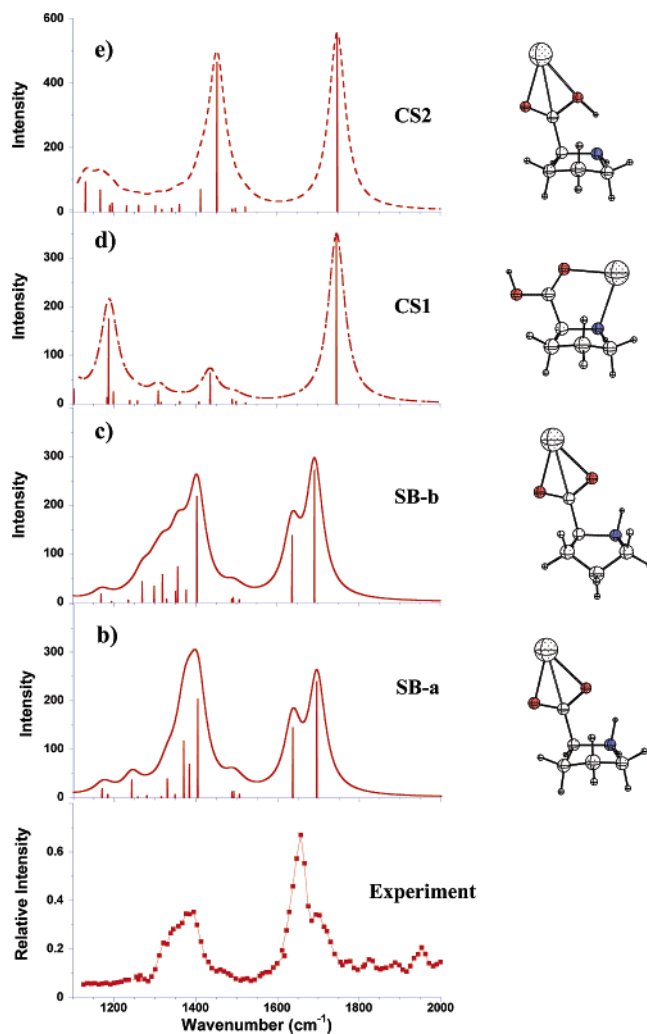 600
e)
400
CS2
200
0
Intensity
d)
300
CS1
200
100
0
Intensity
c)
300
SB-b
200
100
0
Intensity
b)
300
SB-a
200
100
0
Intensity
0.6
Experiment
0.4
0.2
0
Relative Intensity
1200 1400 1600 1800 2000
Wavenumber (cm⁻¹)